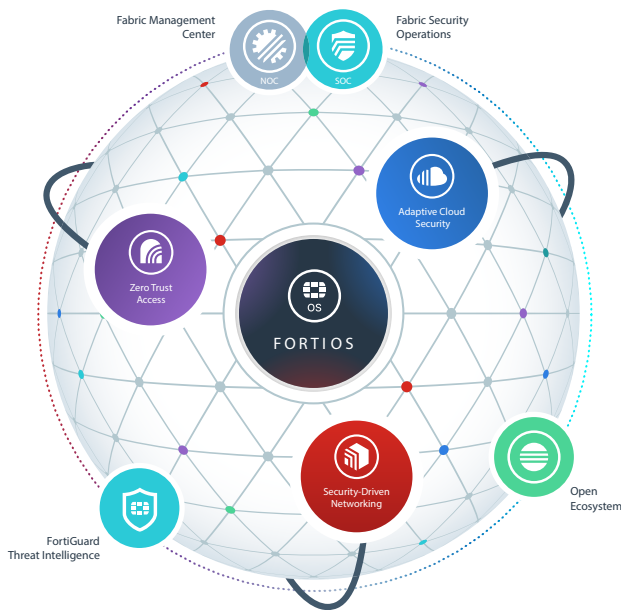 Fabric Management
Center
Fabric Security
Operations
NOC
SOC
Adaptive Cloud
Security
Zero Trust
Access
OS
FORTIOS
Security-Driven
Networking
Open
Ecosystem
FortiGuard
Threat Intelligence